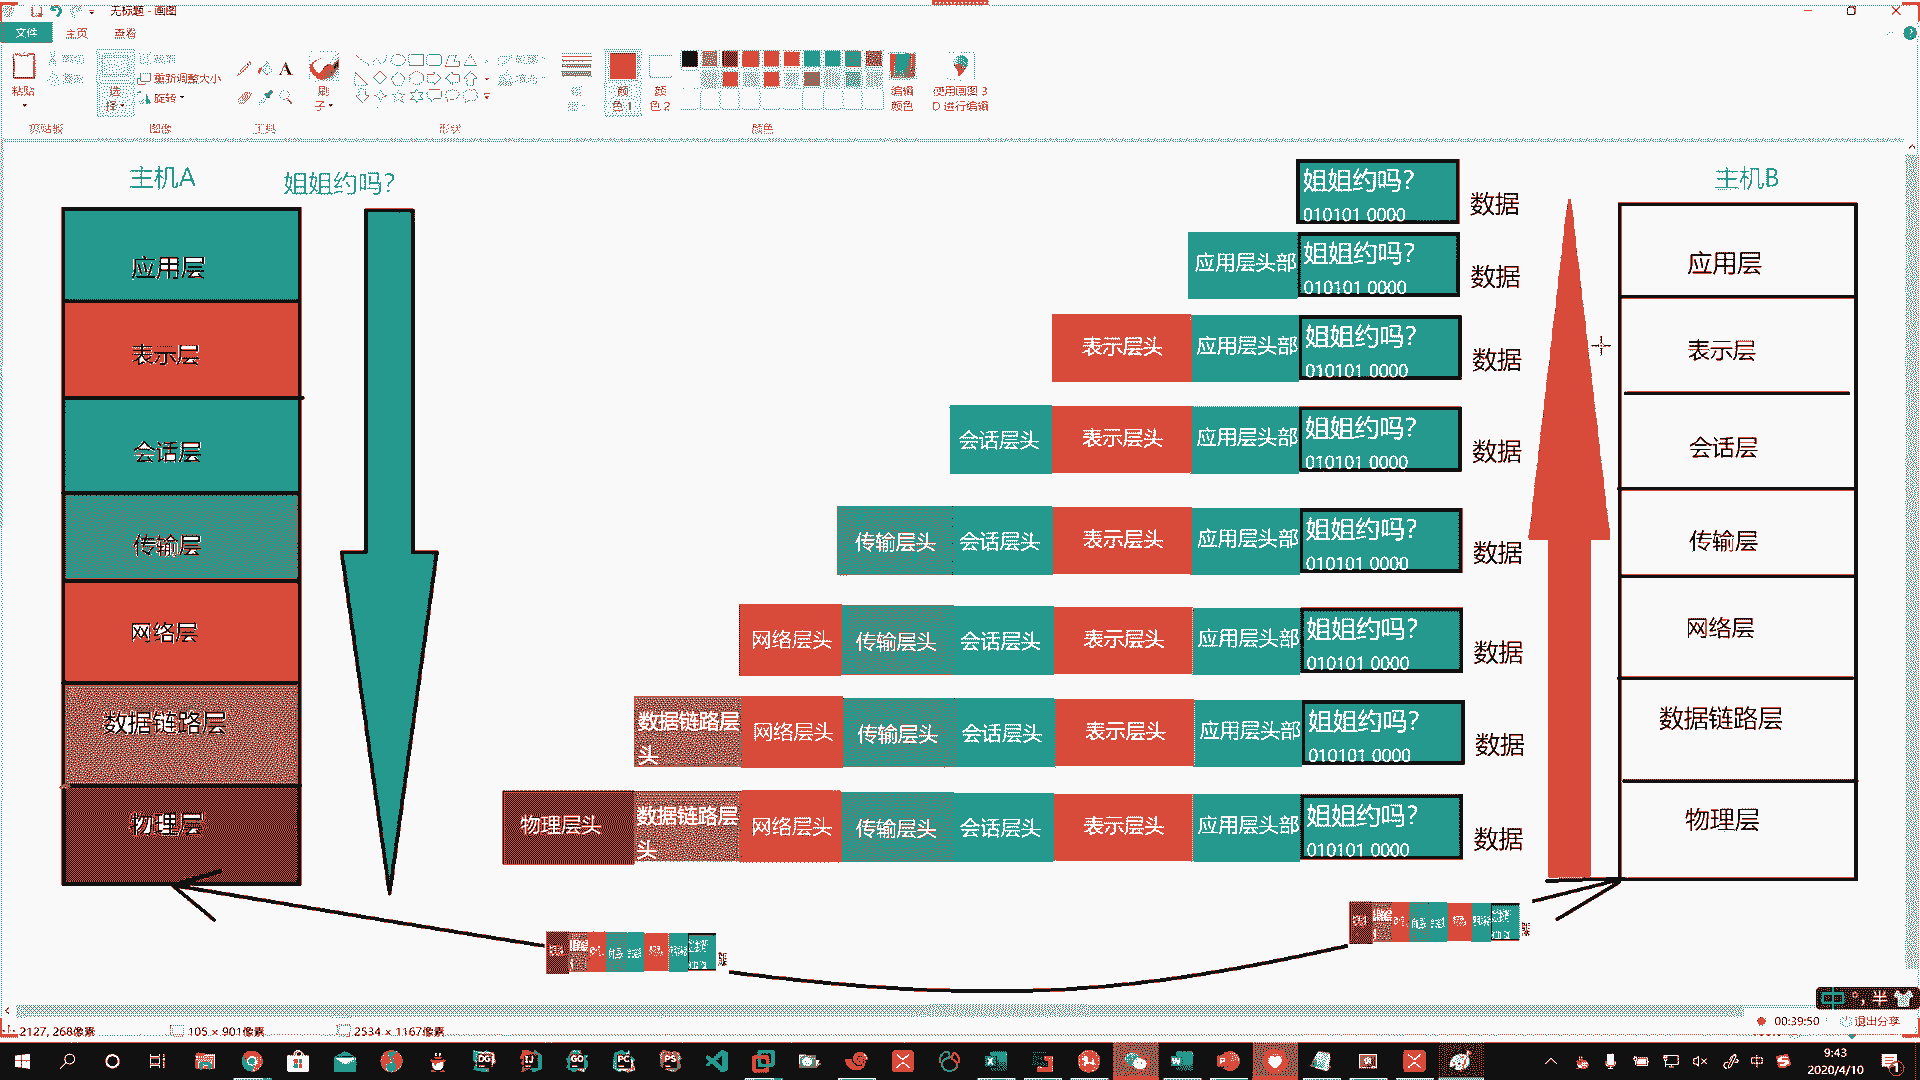 无标题 - 画图
文件 主页 查看
粘贴
选择
重新调整大小
旋转
刷子
颜色 1
颜色 2
编辑颜色
使用画图 3D 进行编辑
剪贴板 图像 工具 形状 颜色
主机A
姐姐约吗?
应用层
表示层
会话层
传输层
网络层
数据链路层
物理层
姐姐约吗?
010101 0000
数据
应用层头部 姐姐约吗?
010101 0000
数据
表示层头 应用层头部 姐姐约吗?
010101 0000
数据
会话层头 表示层头 应用层头部 姐姐约吗?
010101 0000
数据
传输层头 会话层头 表示层头 应用层头部 姐姐约吗?
010101 0000
数据
网络层头 传输层头 会话层头 表示层头 应用层头部 姐姐约吗?
010101 0000
数据
数据链路层头 网络层头 传输层头 会话层头 表示层头 应用层头部 姐姐约吗?
010101 0000
数据
物理层头 数据链路层头 网络层头 传输层头 会话层头 表示层头 应用层头部 姐姐约吗?
010101 0000
数据
主机B
应用层
表示层
会话层
传输层
网络层
数据链路层
物理层
2127, 268像素
105 × 901像素
2534 × 1167像素
00:39:50 退出分享
中 半
9:43
2020/4/10